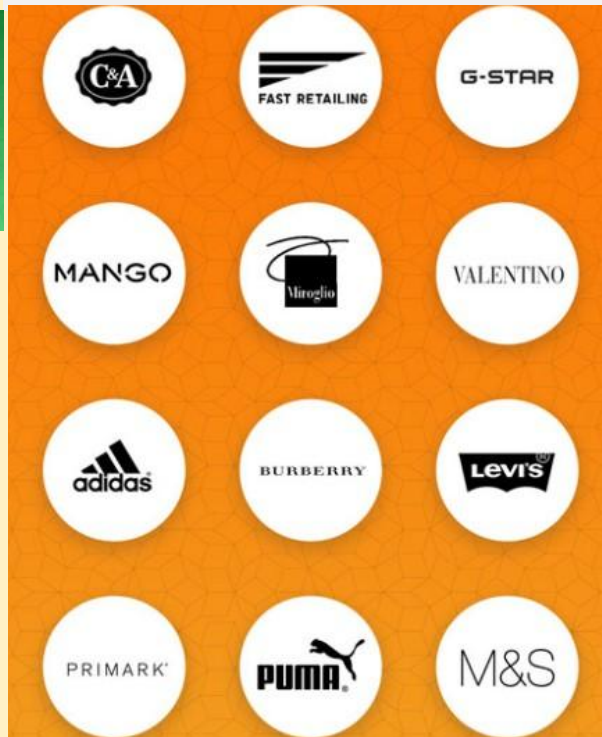 C&A
FAST RETAILING
G-STAR
MANGO
Miroglio
VALENTINO
adidas®
BURBERRY
LEVI'S®
PRIMARK®
PUMA®
M&S